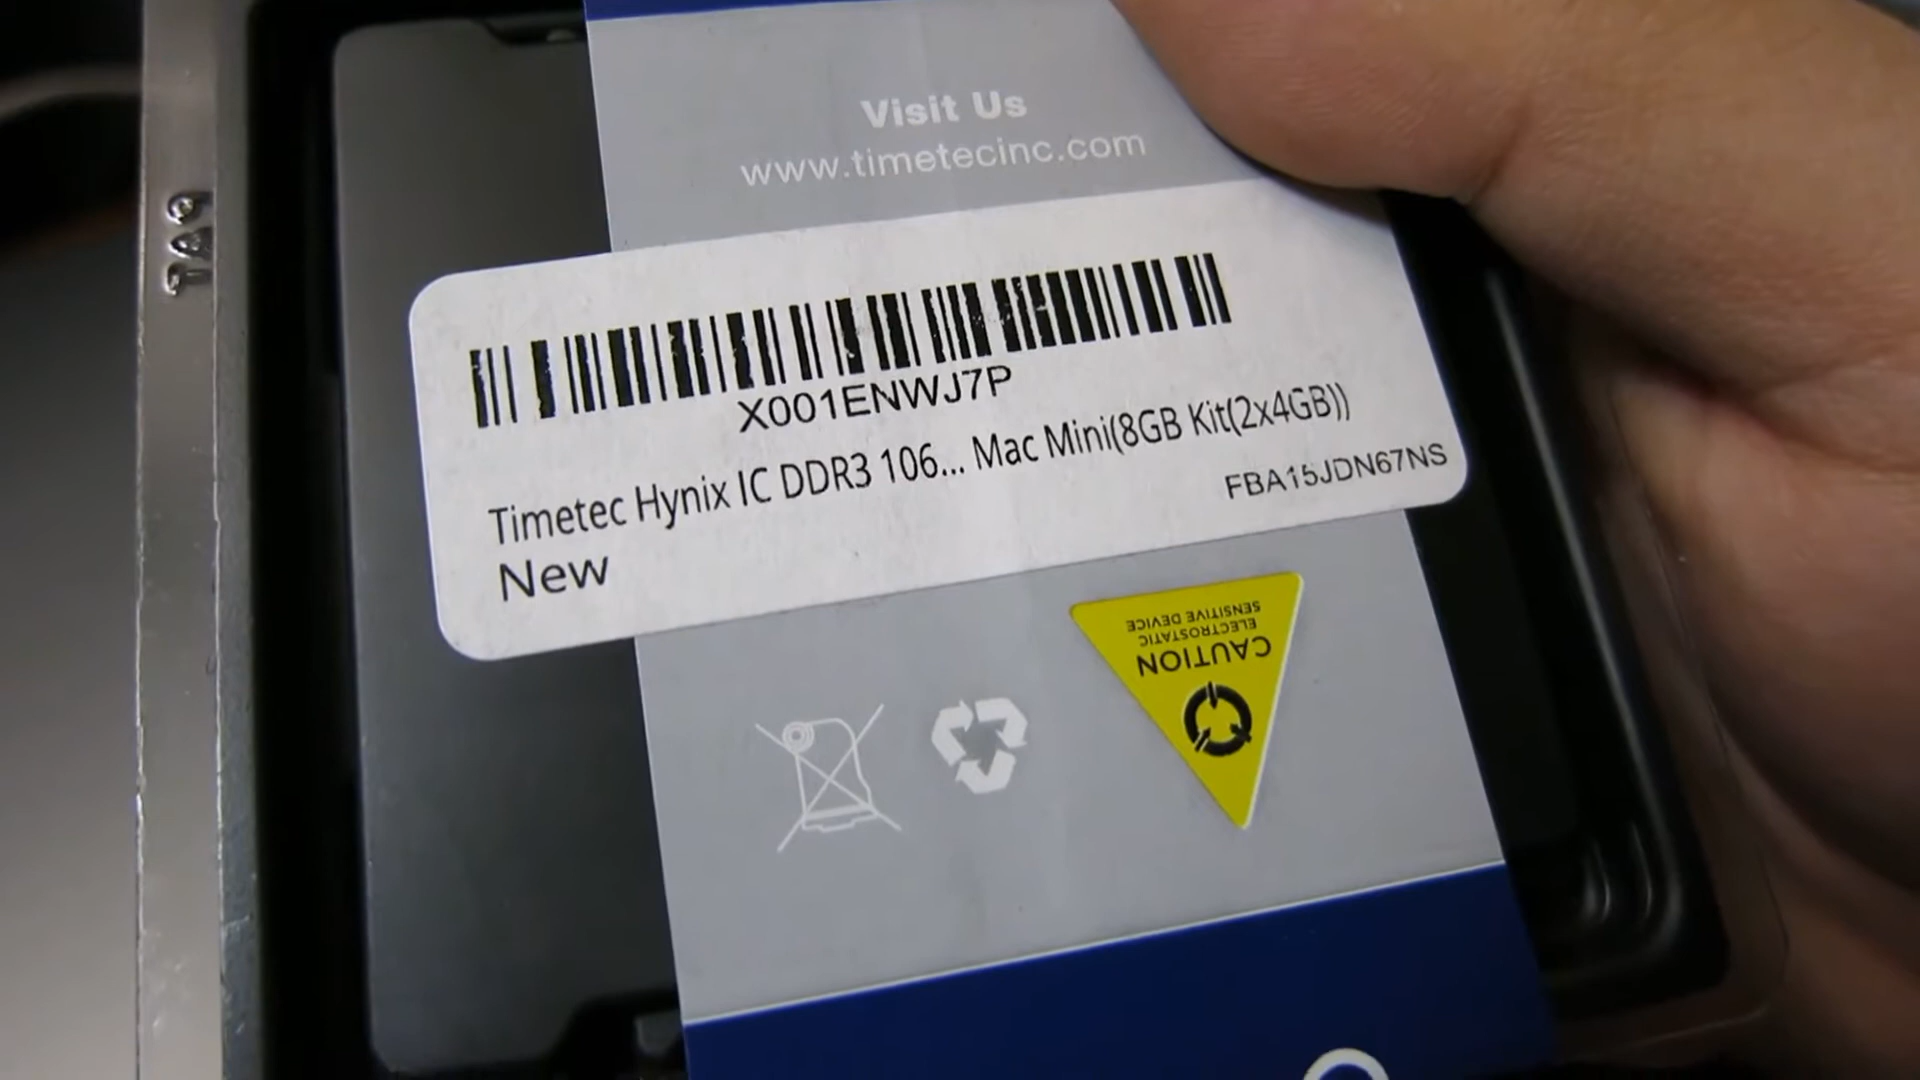 Visit Us
www.timetecinc.com
X001ENWJ7P
Timetec Hynix IC DDR3 106... Mac Mini(8GB Kit(2x4GB))
New
FBA15JDN67NS
CAUTION
ELECTROSTATIC
SENSITIVE DEVICE